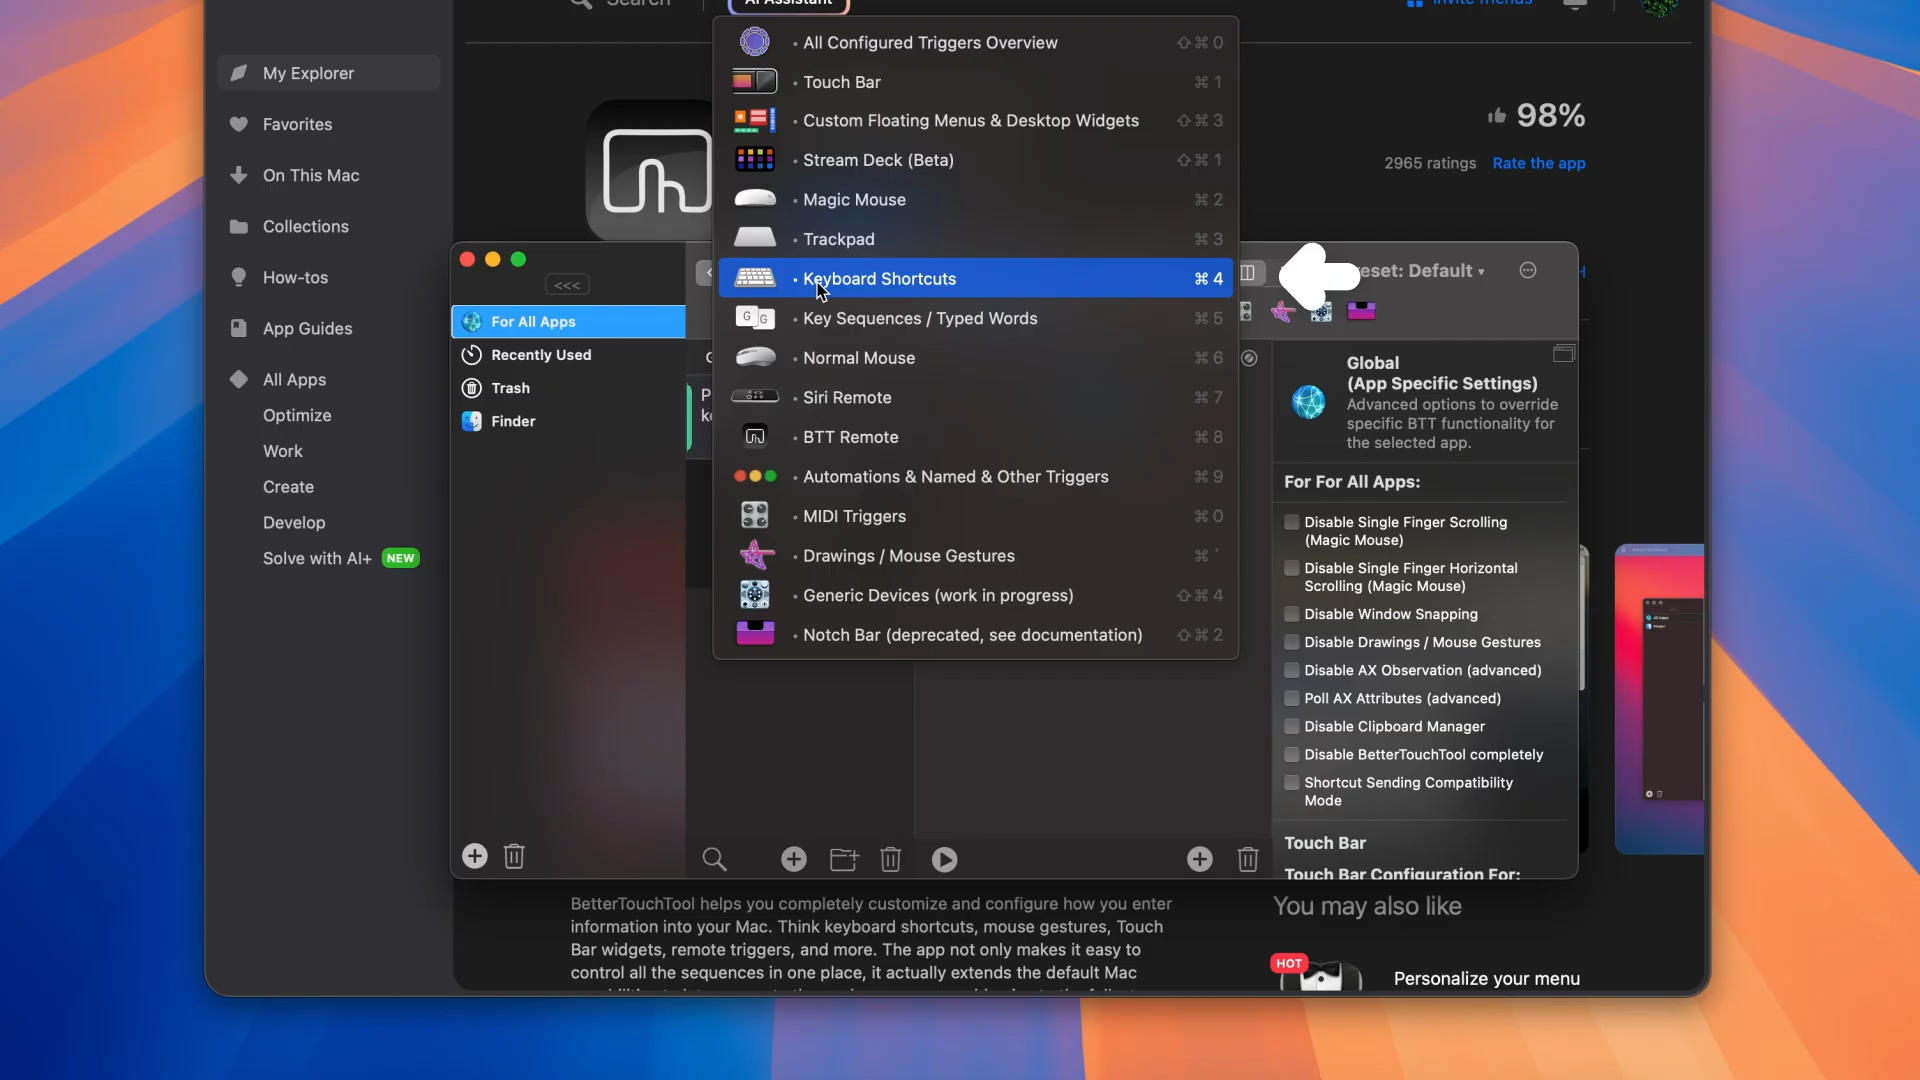 Search
AI Assistant
Invite friends
My Explorer
Favorites
On This Mac
Collections
How-tos
App Guides
All Apps
Optimize
Work
Create
Develop
Solve with AI+ NEW
98%
2965 ratings Rate the app
· All Configured Triggers Overview ⇧⌘0
· Touch Bar ⌘1
· Custom Floating Menus & Desktop Widgets ⇧⌘3
· Stream Deck (Beta) ⇧⌘1
· Magic Mouse ⌘2
· Trackpad ⌘3
· Keyboard Shortcuts ⌘4
· Key Sequences / Typed Words ⌘5
· Normal Mouse ⌘6
· Siri Remote ⌘7
· BTT Remote ⌘8
· Automations & Named & Other Triggers ⌘9
· MIDI Triggers ⌘0
· Drawings / Mouse Gestures ⌘´
· Generic Devices (work in progress) ⇧⌘4
· Notch Bar (deprecated, see documentation) ⇧⌘2
<<<
For All Apps
Recently Used
Trash
Finder
eset: Default
Global
(App Specific Settings)
Advanced options to override
specific BTT functionality for
the selected app.
For For All Apps:
Disable Single Finger Scrolling
(Magic Mouse)
Disable Single Finger Horizontal
Scrolling (Magic Mouse)
Disable Window Snapping
Disable Drawings / Mouse Gestures
Disable AX Observation (advanced)
Poll AX Attributes (advanced)
Disable Clipboard Manager
Disable BetterTouchTool completely
Shortcut Sending Compatibility
Mode
Touch Bar
Touch Bar Configuration For:
BetterTouchTool helps you completely customize and configure how you enter
information into your Mac. Think keyboard shortcuts, mouse gestures, Touch
Bar widgets, remote triggers, and more. The app not only makes it easy to
control all the sequences in one place, it actually extends the default Mac
You may also like
HOT
Personalize your menu